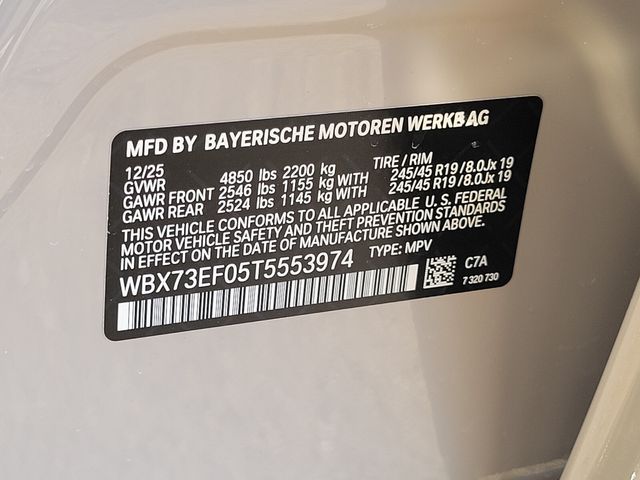 MFD BY BAYERISCHE MOTOREN WERKE AG
12/25
GVWR 4850 lbs 2200 kg TIRE / RIM
GAWR FRONT 2546 lbs 1155 kg WITH 245/45 R19/8.0Jx 19
GAWR REAR 2524 lbs 1145 kg WITH 245/45 R19/8.0Jx 19
THIS VEHICLE CONFORMS TO ALL APPLICABLE U.S. FEDERAL
MOTOR VEHICLE SAFETY AND THEFT PREVENTION STANDARDS
IN EFFECT ON THE DATE OF MANUFACTURE SHOWN ABOVE.
WBX73EF05T5553974 TYPE: MPV
C7A
7 320 730